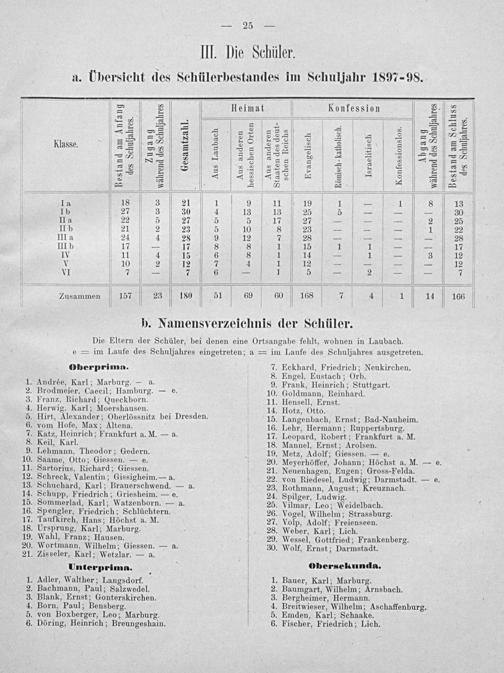 — 25 —
III. Die Schüler.
a. Übersicht des Schülerbestandes im Schuljahr 1897-98.
Klasse. | Bestand am Anfang des Schuljahres. | Zugang während des Schuljahres | Gesamtzahl. | Heimat: Aus Laubach | Aus anderen hessischen Orten | Aus anderen Staaten des deutschen Reichs | Konfession: Evangelisch | Römisch-katholisch. | Israelitisch | Konfessionslos. | Abgang während des Schuljahres | Bestand am Schluss des Schuljahres.
I a 18 3 21 1 9 11 19 1 — 1 8 13
I b 27 3 30 4 13 13 25 5 — — — 30
II a 22 5 27 5 5 17 27 — — — 2 25
II b 21 2 23 5 10 8 23 — — — 1 22
III a 24 4 28 9 12 7 28 — — — — 28
III b 17 — 17 8 8 1 15 1 1 — — 17
IV 11 4 15 6 8 1 14 — 1 — 3 12
V 10 2 12 7 4 1 12 — — — — 12
VI 7 — 7 6 — 1 5 — 2 — — 7
Zusammen 157 23 180 51 69 60 168 7 4 1 14 166
b. Namensverzeichnis der Schüler.
Die Eltern der Schüler, bei denen eine Ortsangabe fehlt, wohnen in Laubach.
e = im Laufe des Schuljahres eingetreten; a = im Laufe des Schuljahres ausgetreten.
Oberprima.
1. Andrée, Karl; Marburg. — a.
2. Brodmeier, Caecil; Hamburg. — e.
3. Franz, Richard; Queckborn.
4. Herwig, Karl; Moershausen.
5. Hirt, Alexander; Oberlössnitz bei Dresden.
6. vom Hofe, Max; Altena.
7. Katz, Heinrich; Frankfurt a. M. — a.
8. Keil, Karl.
9. Lehmann, Theodor; Gedern.
10. Saame, Otto; Giessen. — e.
11. Sartorius, Richard; Giessen.
12. Schreck, Valentin; Gissigheim. — a.
13. Schuchard, Karl; Brauerschwend. — a.
14. Schupp, Friedrich; Griesheim. — e.
15. Sommerlad, Karl; Watzenborn. — a.
16. Spengler, Friedrich; Schlüchtern.
17. Taufkirch, Hans; Höchst a. M.
18. Ursprung, Karl; Marburg.
19. Wahl, Franz; Hausen.
20. Wortmann, Wilhelm; Giessen. — a.
21. Zisseler, Karl; Wetzlar. — a.
Unterprima.
1. Adler, Walther; Langsdorf.
2. Bachmann, Paul; Salzwedel.
3. Blank, Ernst; Gonterskirchen.
4. Born, Paul; Bensberg.
5. von Boxberger, Leo; Marburg.
6. Döring, Heinrich; Breungeshain.
7. Eckhard, Friedrich; Neukirchen.
8. Engel, Eustach; Orb.
9. Frank, Heinrich; Stuttgart.
10. Goldmann, Reinhard.
11. Hensell, Ernst.
14. Hotz, Otto.
15. Langenbach, Ernst; Bad-Nauheim.
16. Lehr, Hermann; Ruppertsburg.
17. Leopard, Robert; Frankfurt a. M.
18. Mannel, Ernst; Arolsen.
19. Metz, Adolf; Giessen. — e.
20. Meyerhöffer, Johann; Höchst a. M. — e.
21. Neuenhagen, Eugen; Gross-Felda.
22. von Riedesel, Ludwig; Darmstadt. — e.
23. Rothmann, August; Kreuznach.
24. Spilger, Ludwig.
25. Vilmar, Leo; Weidelbach.
26. Vogel, Wilhelm; Strassburg.
27. Volp, Adolf; Freienseen.
28. Weber, Karl; Lich.
29. Wessel, Gottfried; Frankenberg.
30. Wolf, Ernst; Darmstadt.
Obersekunda.
1. Bauer, Karl; Marburg.
2. Baumgart, Wilhelm; Arnsbach.
3. Bergheimer, Hermann.
4. Breitwieser, Wilhelm; Aschaffenburg.
5. Emden, Karl; Schaake.
6. Fischer, Friedrich; Lich.